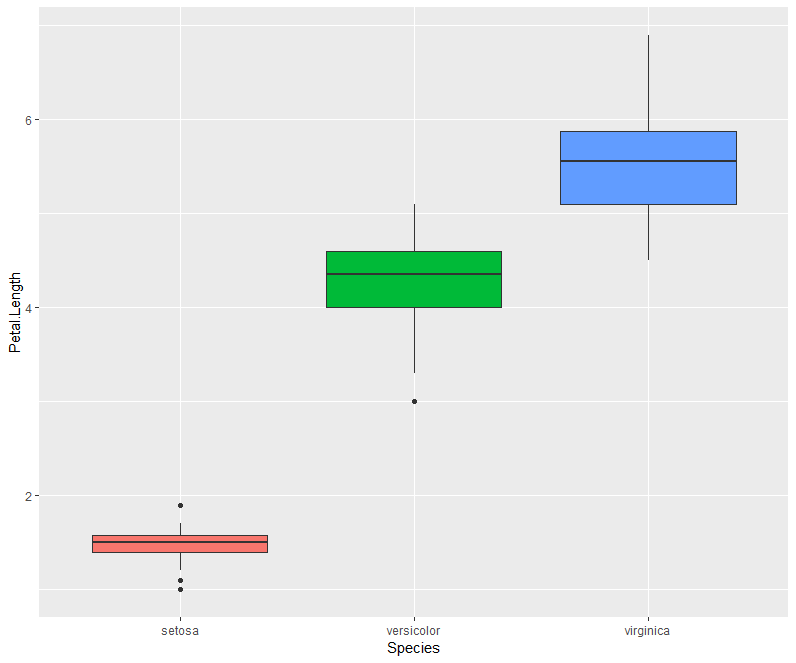 Petal.Length
6
4
2
setosa
versicolor
virginica
Species